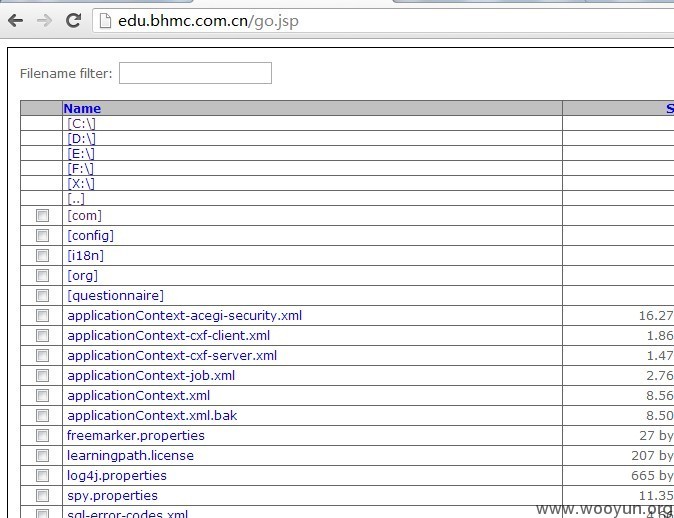 edu.bhmc.com.cn/go.jsp
Filename filter:
Name S
[C:\]
[D:\]
[E:\]
[F:\]
[X:\]
[..]
[com]
[config]
[i18n]
[org]
[questionnaire]
applicationContext-acegi-security.xml 16.27
applicationContext-cxf-client.xml 1.86
applicationContext-cxf-server.xml 1.47
applicationContext-job.xml 2.76
applicationContext.xml 8.56
applicationContext.xml.bak 8.50
freemarker.properties 27 by
learningpath.license 207 by
log4j.properties 665 by
spy.properties 11.35
sql-error-codes.xml
www.wooyun.org